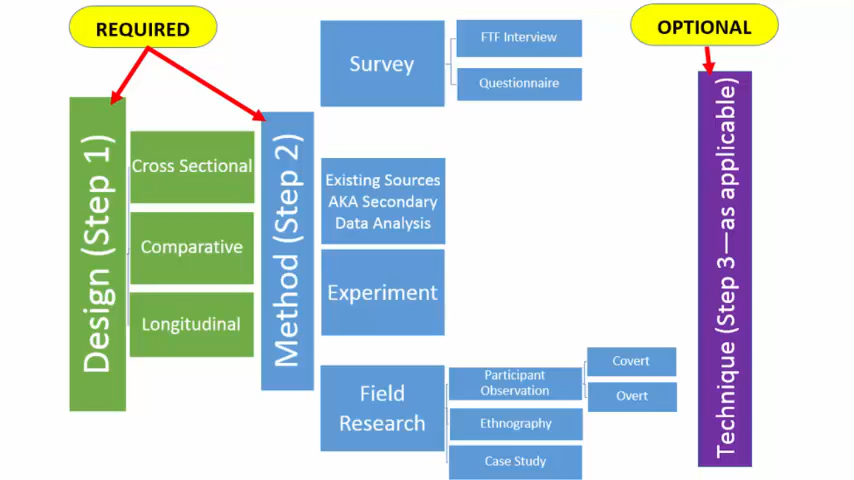 REQUIRED
OPTIONAL
Design (Step 1)
Cross Sectional
Comparative
Longitudinal
Method (Step 2)
Survey
FTF Interview
Questionnaire
Existing Sources
AKA Secondary
Data Analysis
Experiment
Field
Research
Participant
Observation
Covert
Overt
Ethnography
Case Study
Technique (Step 3—as applicable)